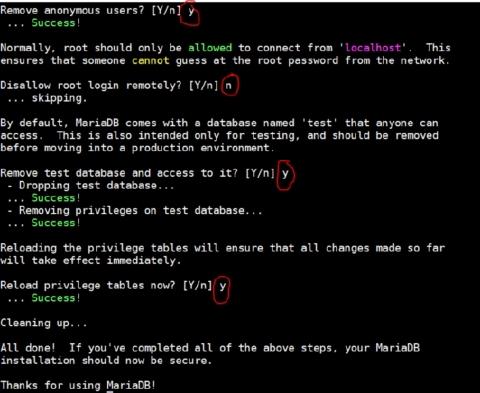 Remove anonymous users? [Y/n] y
... Success!
Normally, root should only be allowed to connect from 'localhost'. This
ensures that someone cannot guess at the root password from the network.
Disallow root login remotely? [Y/n] n
... skipping.
By default, MariaDB comes with a database named 'test' that anyone can
access. This is also intended only for testing, and should be removed
before moving into a production environment.
Remove test database and access to it? [Y/n] y
- Dropping test database...
... Success!
- Removing privileges on test database...
... Success!
Reloading the privilege tables will ensure that all changes made so far
will take effect immediately.
Reload privilege tables now? [Y/n] y
... Success!
Cleaning up...
All done! If you've completed all of the above steps, your MariaDB
installation should now be secure.
Thanks for using MariaDB!